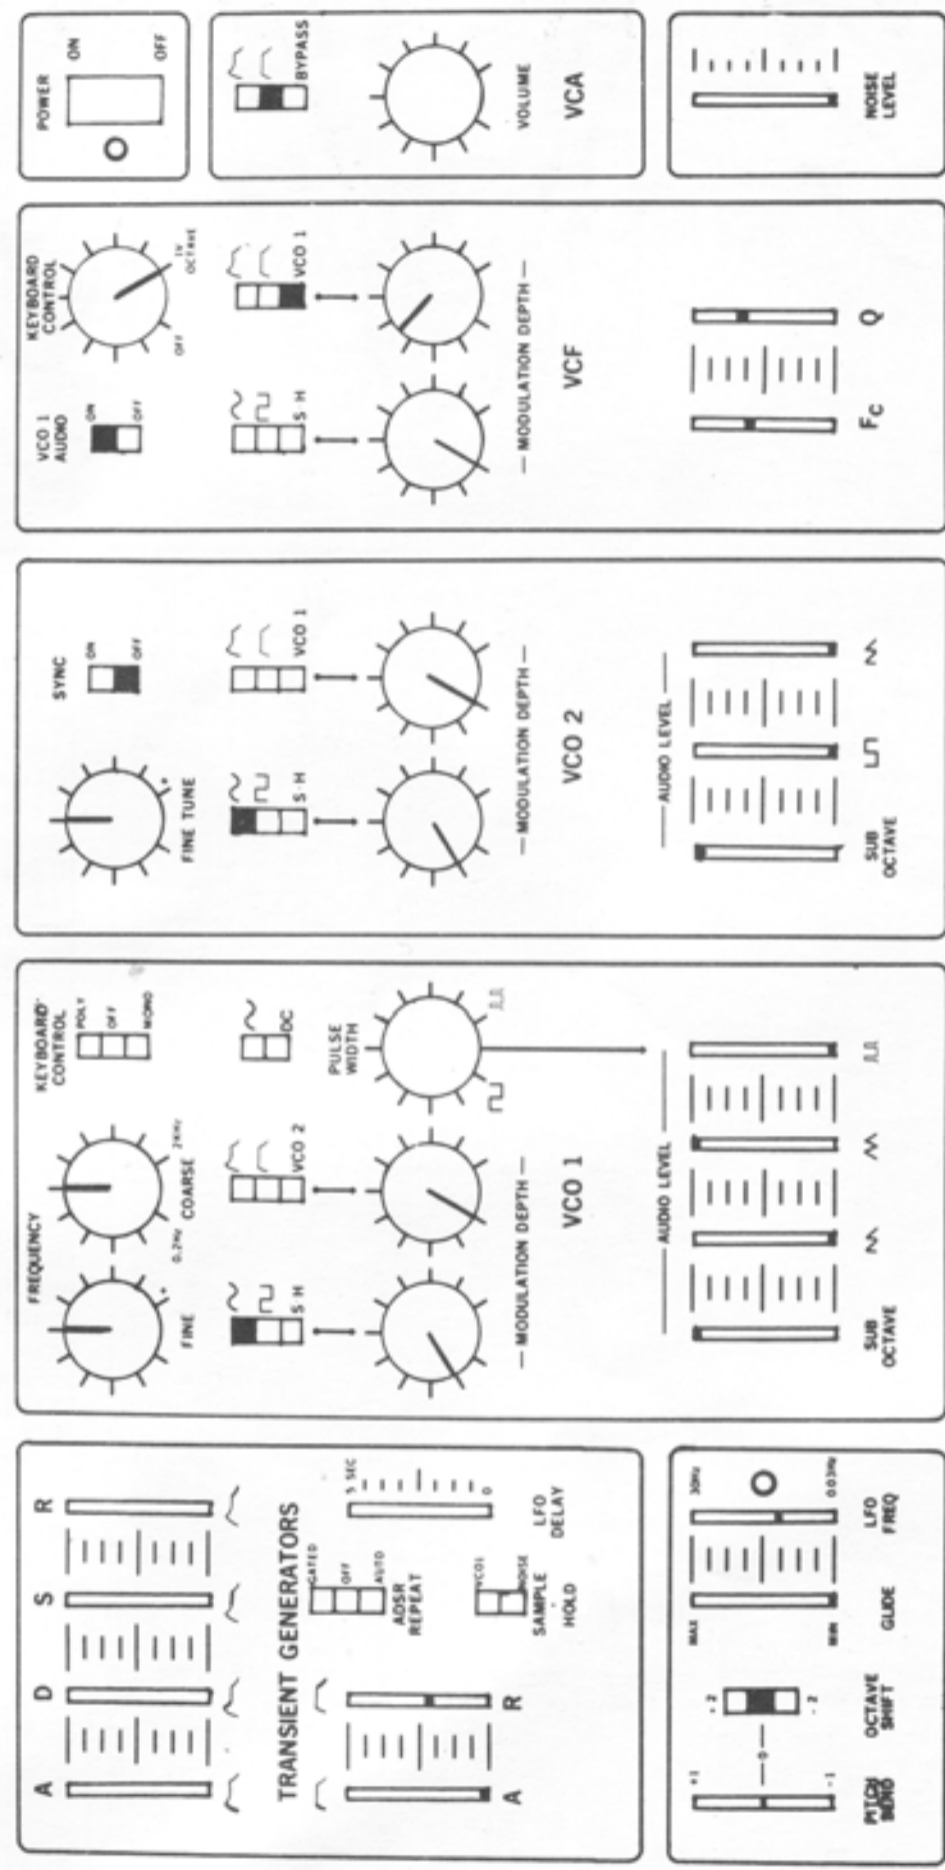 A D S R
TRANSIENT GENERATORS
A R
GATED
OFF
AUTO
ADSR
REPEAT
5 SEC
0
LFO
DELAY
VCO1
NOISE
SAMPLE
HOLD
+1
0
-1
PITCH
BEND
+2
-2
OCTAVE
SHIFT
MAX
MIN
GLIDE
30Hz
0.03Hz
LFO
FREQ
FREQUENCY
FINE
+
0.2Hz
COARSE
2KHz
KEYBOARD
CONTROL
POLY
OFF
MONO
S H
VCO 2
DC
PULSE
WIDTH
— MODULATION DEPTH —
VCO 1
AUDIO LEVEL
SUB
OCTAVE
FINE TUNE
+
SYNC
ON
OFF
S·H
VCO 1
— MODULATION DEPTH —
VCO 2
AUDIO LEVEL
SUB
OCTAVE
VCO 1
AUDIO
ON
OFF
KEYBOARD
CONTROL
OFF
1V
OCTAVE
S H
VCO 1
— MODULATION DEPTH —
VCF
Fc
Q
POWER
ON
OFF
BYPASS
VOLUME
VCA
NOISE
LEVEL